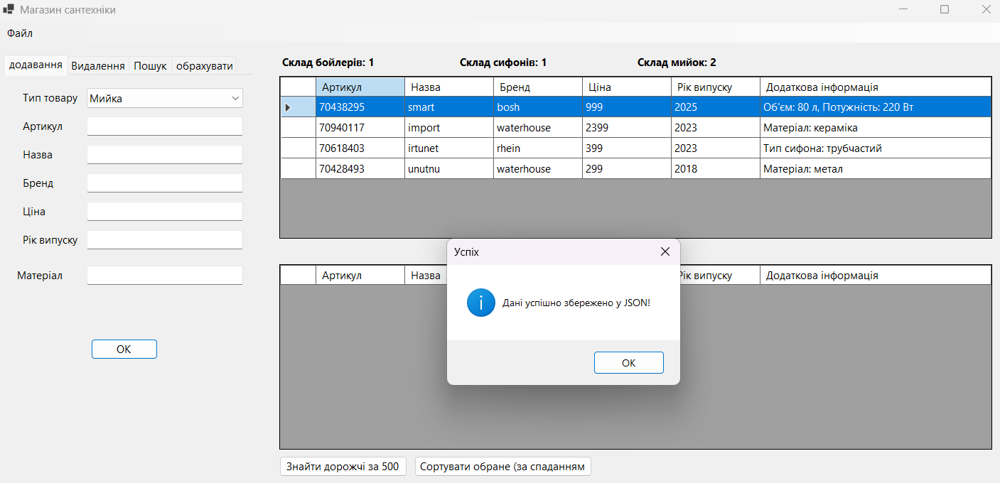 Магазин сантехніки
Файл
додавання Видалення Пошук обрахувати
Тип товару Мийка
Артикул
Назва
Бренд
Ціна
Рік випуску
Матеріал
ОК
Склад бойлерів: 1 Склад сифонів: 1 Склад мийок: 2
Артикул Назва Бренд Ціна Рік випуску Додаткова інформація
70438295 smart bosh 999 2025 Об'єм: 80 л, Потужність: 220 Вт
70940117 import waterhouse 2399 2023 Матеріал: кераміка
70618403 irtunet rhein 399 2023 Тип сифона: трубчастий
70428493 unutnu waterhouse 299 2018 Матеріал: метал
Артикул Назва Рік випуску Додаткова інформація
Успіх
Дані успішно збережено у JSON!
ОК
Знайти дорожчі за 500 Сортувати обране (за спаданням